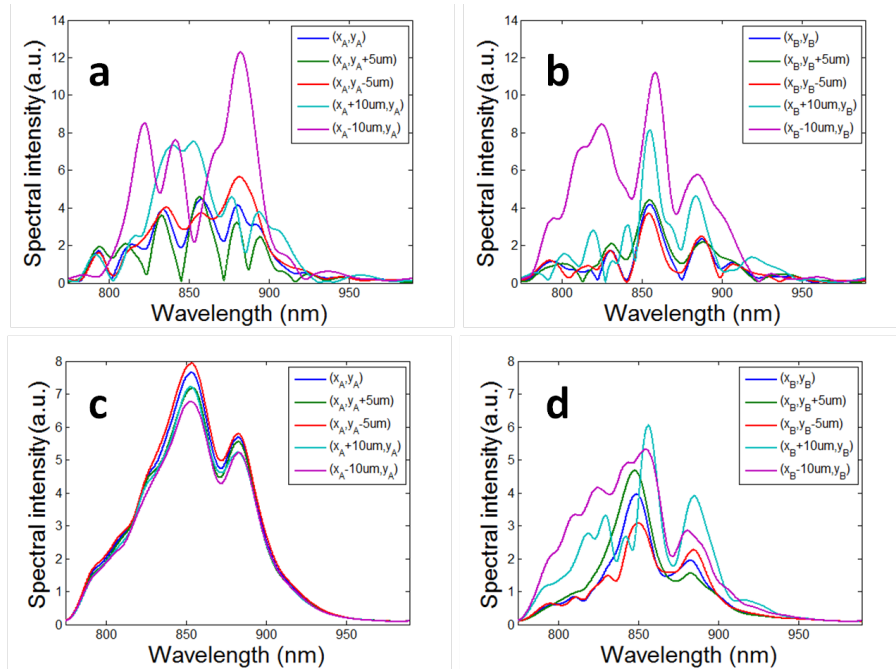 a
14
12
10
8
6
4
2
0
800
850
900
950
Wavelength (nm)
Spectral intensity (a.u.)
(xA,yA)
(xA,yA+5um)
(xA,yA-5um)
(xA+10um,yA)
(xA-10um,yA)
b
14
12
10
8
6
4
2
0
800
850
900
950
Wavelength (nm)
Spectral intensity (a.u.)
(xB,yB)
(xB,yB+5um)
(xB,yB-5um)
(xB+10um,yB)
(xB-10um,yB)
c
8
7
6
5
4
3
2
1
0
800
850
900
950
Wavelength (nm)
Spectral intensity (a.u.)
(xA,yA)
(xA,yA+5um)
(xA,yA-5um)
(xA+10um,yA)
(xA-10um,yA)
d
8
7
6
5
4
3
2
1
0
800
850
900
950
Wavelength (nm)
Spectral intensity (a.u.)
(xB,yB)
(xB,yB+5um)
(xB,yB-5um)
(xB+10um,yB)
(xB-10um,yB)